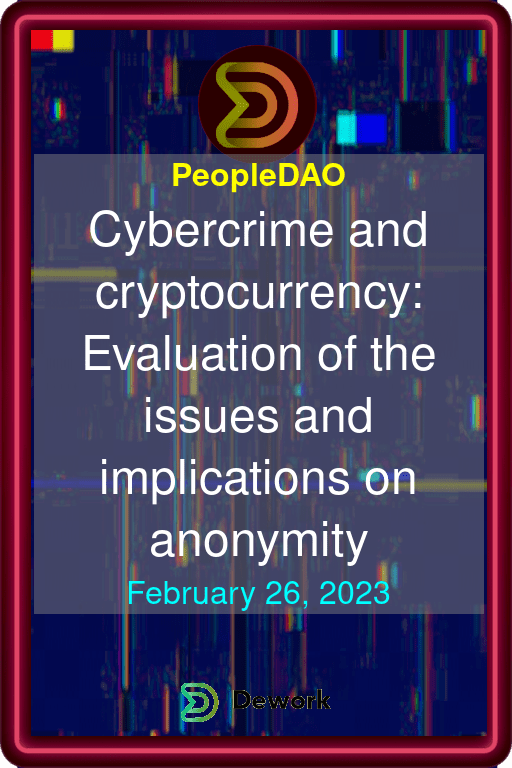 PeopleDAO
Cybercrime and
cryptocurrency:
Evaluation of the
issues and
implications on
anonymity
February 26, 2023
Dework